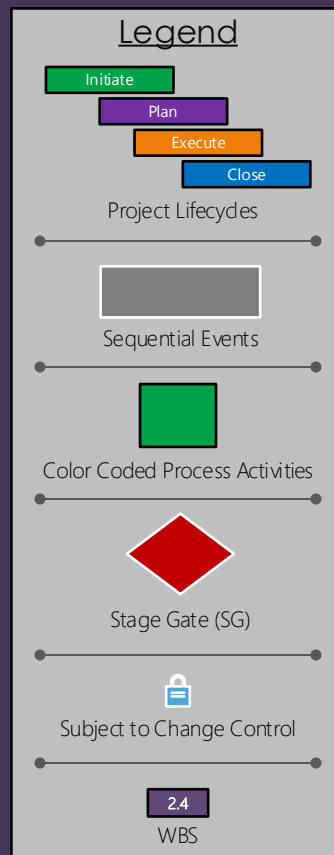 Legend
Initiate
Plan
Execute
Close
Project Lifecycles
Sequential Events
Color Coded Process Activities
Stage Gate (SG)
Subject to Change Control
2.4
WBS